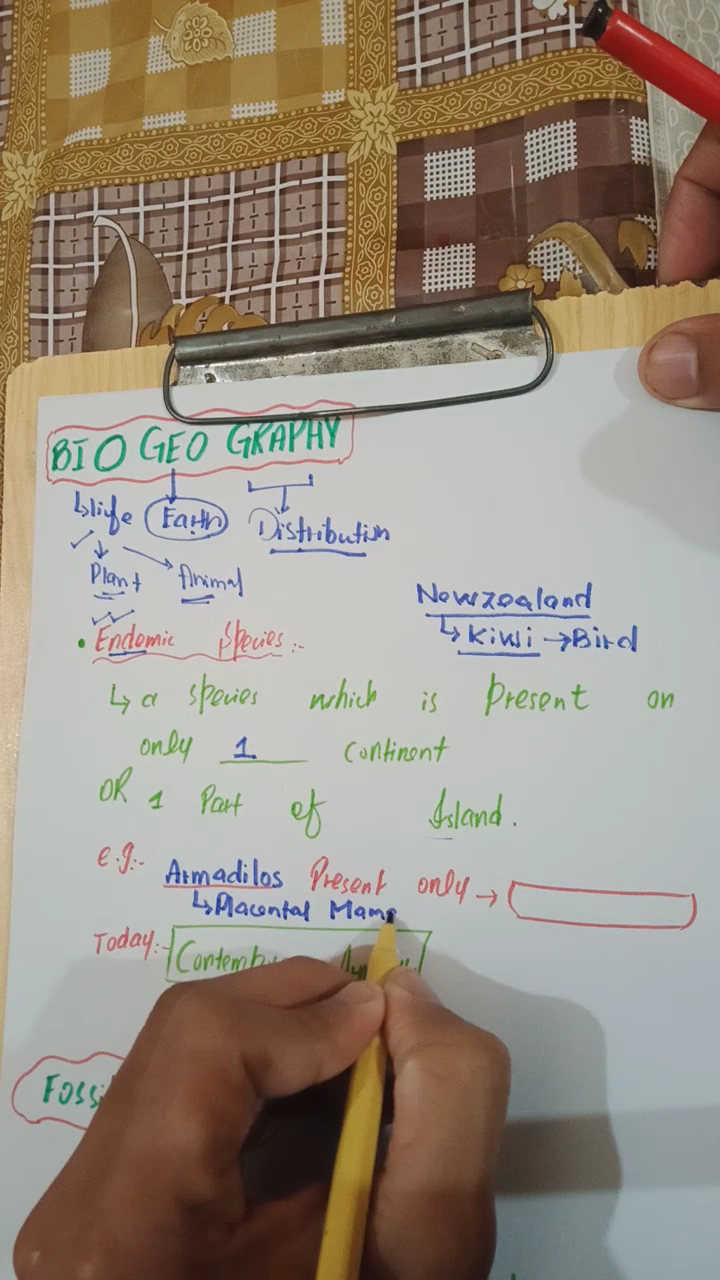 BIO GEO GRAPHY
↳life Earth Distribution
Plant Animal
Newzealand
↳Kiwi →Bird
• Endemic Species:-
↳ a species which is Present on
only 1 continent
OR 1 Part of Island.
e.g:- Armadilos Present only →
↳Placental Mam
Today:-